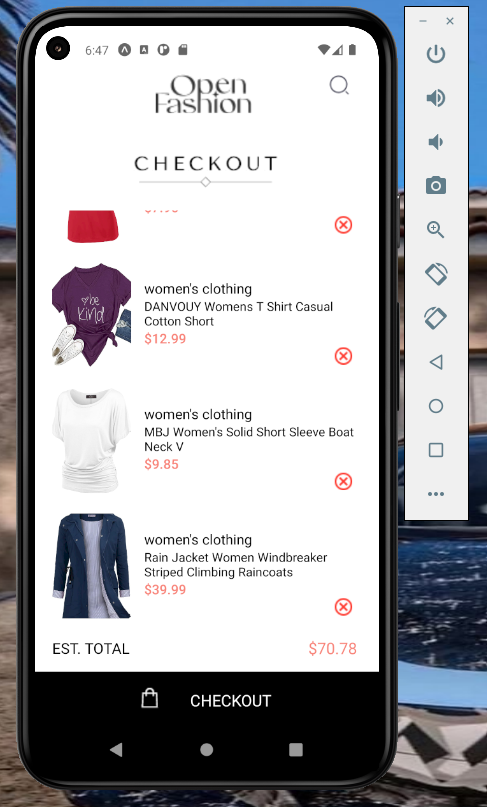 6:47
Open
Fashion
CHECKOUT
women's clothing
DANVOUY Womens T Shirt Casual
Cotton Short
be
kind
$12.99
women's clothing
MBJ Women's Solid Short Sleeve Boat
Neck V
$9.85
women's clothing
Rain Jacket Women Windbreaker
Striped Climbing Raincoats
$39.99
EST. TOTAL $70.78
CHECKOUT